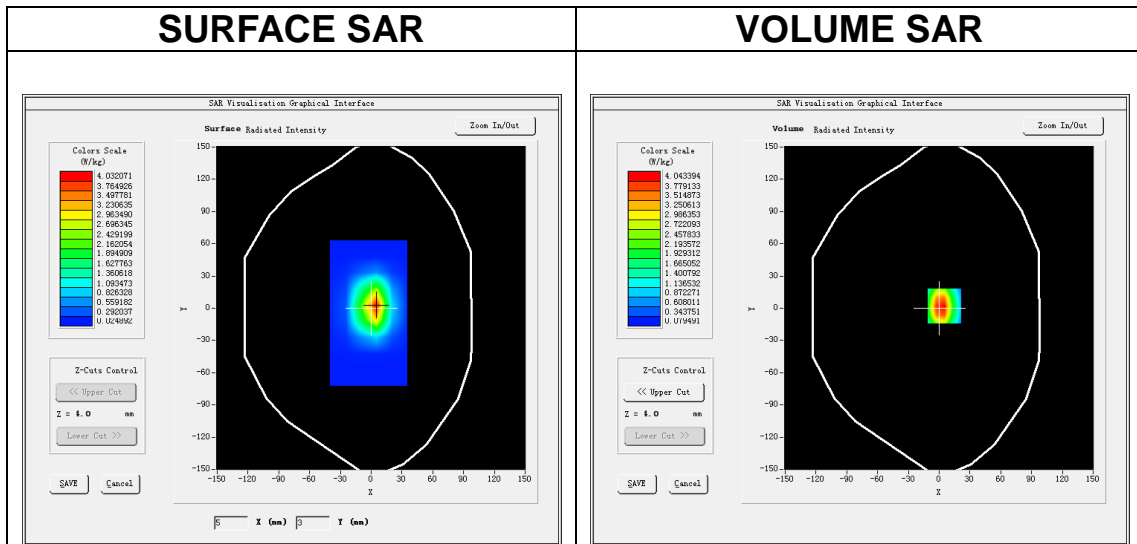 SURFACE SAR
VOLUME SAR
SAR Visualisation Graphical Interface
Surface Radiated Intensity
Zoom In/Out
Colors Scale
(W/kg)
4.032071
3.764926
3.497781
3.230635
2.963490
2.696345
2.429199
2.162054
1.894909
1.627763
1.360618
1.093473
0.826328
0.559182
0.292037
0.024892
Z-Cuts Control
<< Upper Cut
Z = 4.0 mm
Lower Cut >>
SAVE
Cancel
150
120
90
60
30
0
-30
-60
-90
-120
-150
Y
-150 -120 -90 -60 -30 0 30 60 90 120 150
X
5 X (mm) 3 Y (mm)
SAR Visualisation Graphical Interface
Volume Radiated Intensity
Zoom In/Out
Colors Scale
(W/kg)
4.043394
3.779133
3.514873
3.250613
2.986353
2.722093
2.457833
2.193572
1.929312
1.665052
1.400792
1.136532
0.872271
0.608011
0.343751
0.079491
Z-Cuts Control
<< Upper Cut
Z = 4.0 mm
Lower Cut >>
SAVE
Cancel
150
120
90
60
30
0
-30
-60
-90
-120
-150
Y
-150 -120 -90 -60 -30 0 30 60 90 120 150
X